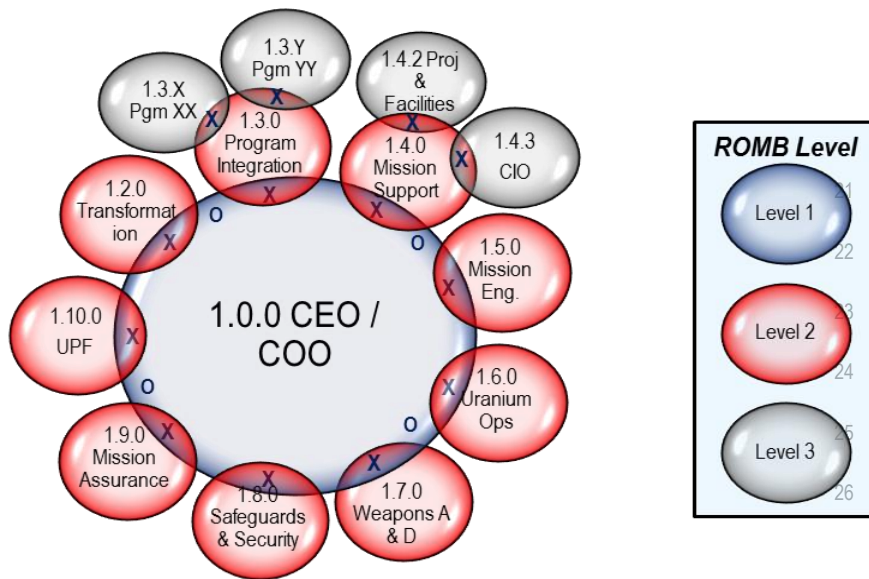 1.3.Y
Pgm YY
1.3.X
Pgm XX
1.4.2 Proj
&
Facilities
1.4.3
CIO
1.3.0
Program
Integration
1.4.0
Mission
Support
1.2.0
Transformat
ion
1.5.0
Mission
Eng.
1.10.0
UPF
1.0.0 CEO /
COO
1.6.0
Uranium
Ops
1.9.0
Mission
Assurance
1.8.0
Safeguards
& Security
1.7.0
Weapons A
& D
X
X
X
X
X
X
X
X
X
X
X
X
X
X
O
O
O
O
ROMB Level
Level 1
21
22
Level 2
23
24
Level 3
25
26